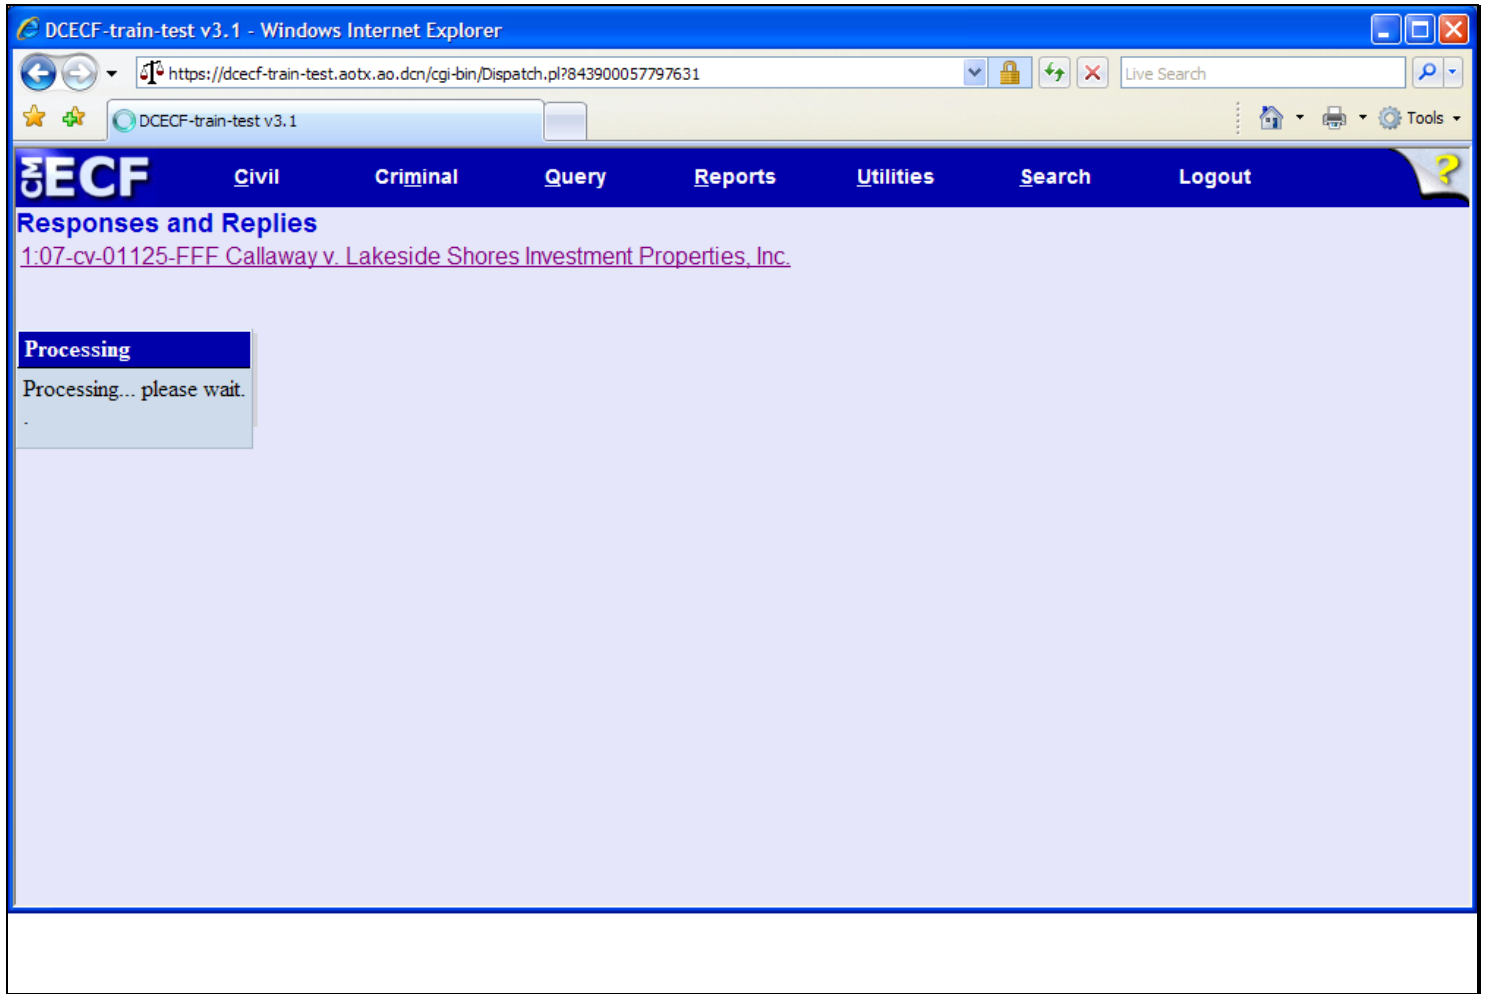 DCECF-train-test v3.1 - Windows Internet Explorer
https://dcecf-train-test.aotx.ao.dcn/cgi-bin/Dispatch.pl?843900057797631
Live Search
DCECF-train-test v3.1
Tools
CM ECF
Civil Criminal Query Reports Utilities Search Logout ?
Responses and Replies
1:07-cv-01125-FFF Callaway v. Lakeside Shores Investment Properties, Inc.
Processing
Processing... please wait.
.